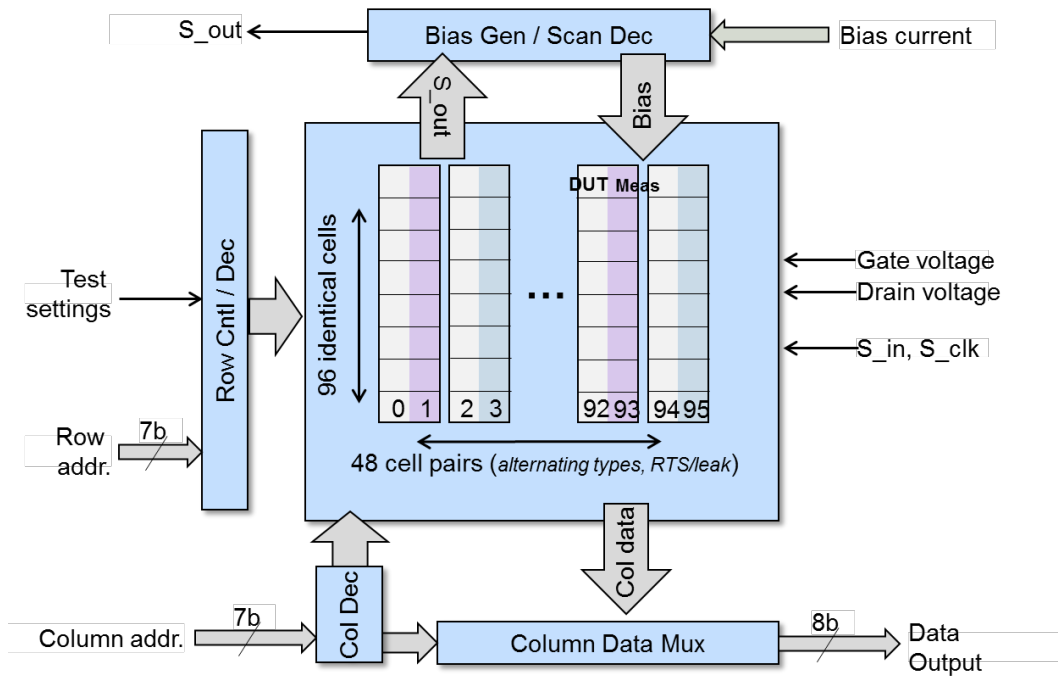 S_out
Bias Gen / Scan Dec
Bias current
S_out
Bias
DUT Meas
96 identical cells
...
0 1 2 3 92 93 94 95
48 cell pairs (alternating types, RTS/leak)
Test
settings
Row Cntl / Dec
Row
addr.
7b
Gate voltage
Drain voltage
S_in, S_clk
Col data
Column addr.
7b
Col Dec
Column Data Mux
8b
Data
Output